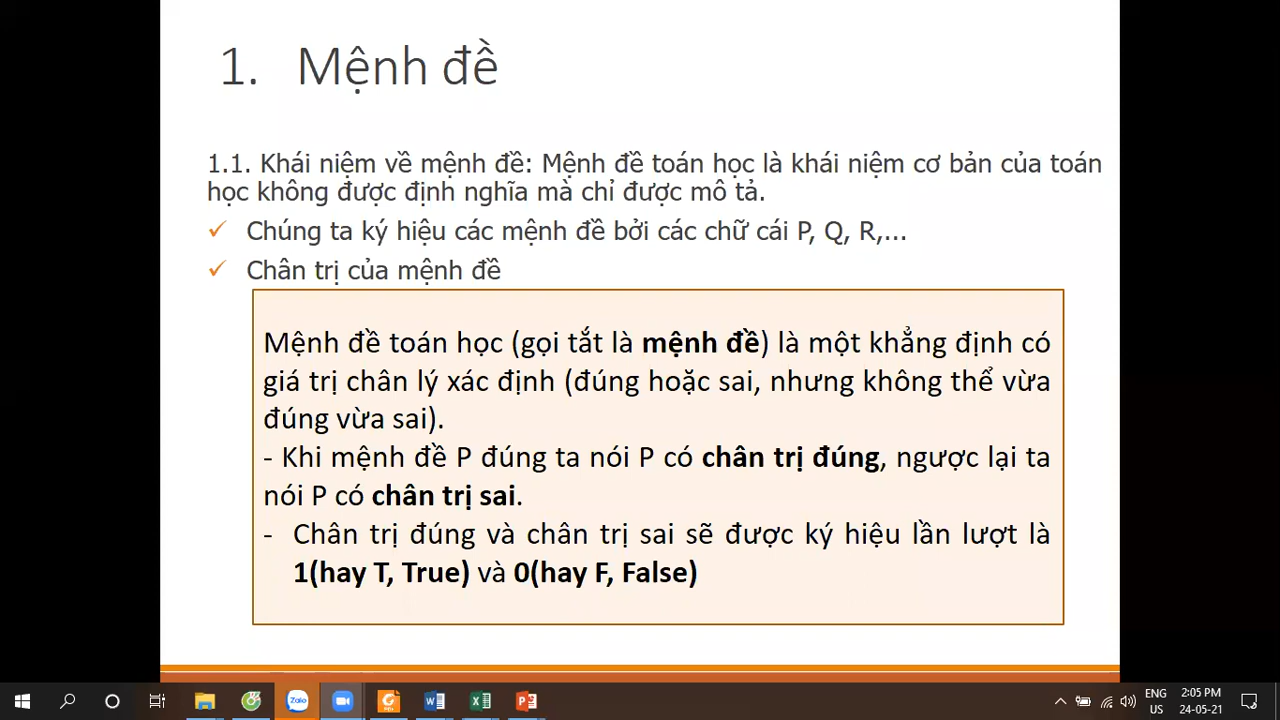 1. Mệnh đề
1.1. Khái niệm về mệnh đề: Mệnh đề toán học là khái niệm cơ bản của toán
học không được định nghĩa mà chỉ được mô tả.
Chúng ta ký hiệu các mệnh đề bởi các chữ cái P, Q, R,...
Chân trị của mệnh đề
Mệnh đề toán học (gọi tắt là mệnh đề) là một khẳng định có
giá trị chân lý xác định (đúng hoặc sai, nhưng không thể vừa
đúng vừa sai).
- Khi mệnh đề P đúng ta nói P có chân trị đúng, ngược lại ta
nói P có chân trị sai.
- Chân trị đúng và chân trị sai sẽ được ký hiệu lần lượt là
1(hay T, True) và 0(hay F, False)
Zalo
ENG
US
2:05 PM
24-05-21